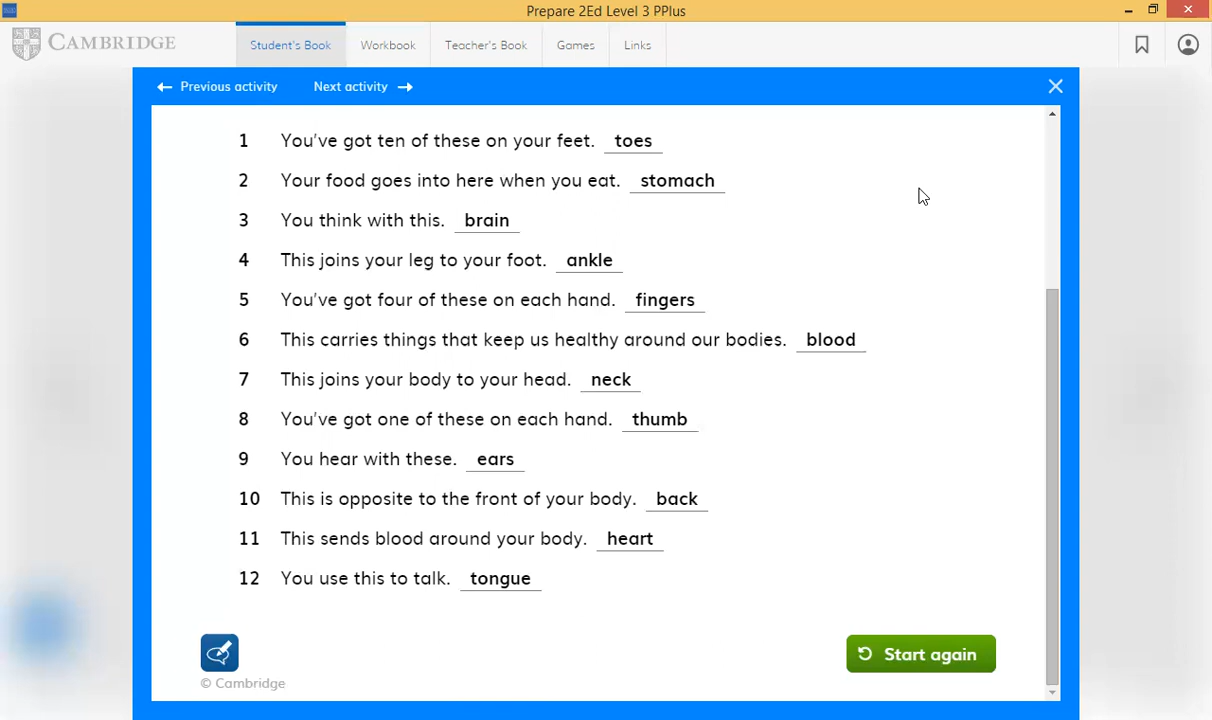 Prepare 2Ed Level 3 PPlus
CAMBRIDGE
Student's Book
Workbook
Teacher's Book
Games
Links
Previous activity
Next activity
1 You've got ten of these on your feet. toes
2 Your food goes into here when you eat. stomach
3 You think with this. brain
4 This joins your leg to your foot. ankle
5 You've got four of these on each hand. fingers
6 This carries things that keep us healthy around our bodies. blood
7 This joins your body to your head. neck
8 You've got one of these on each hand. thumb
9 You hear with these. ears
10 This is opposite to the front of your body. back
11 This sends blood around your body. heart
12 You use this to talk. tongue
Start again
© Cambridge